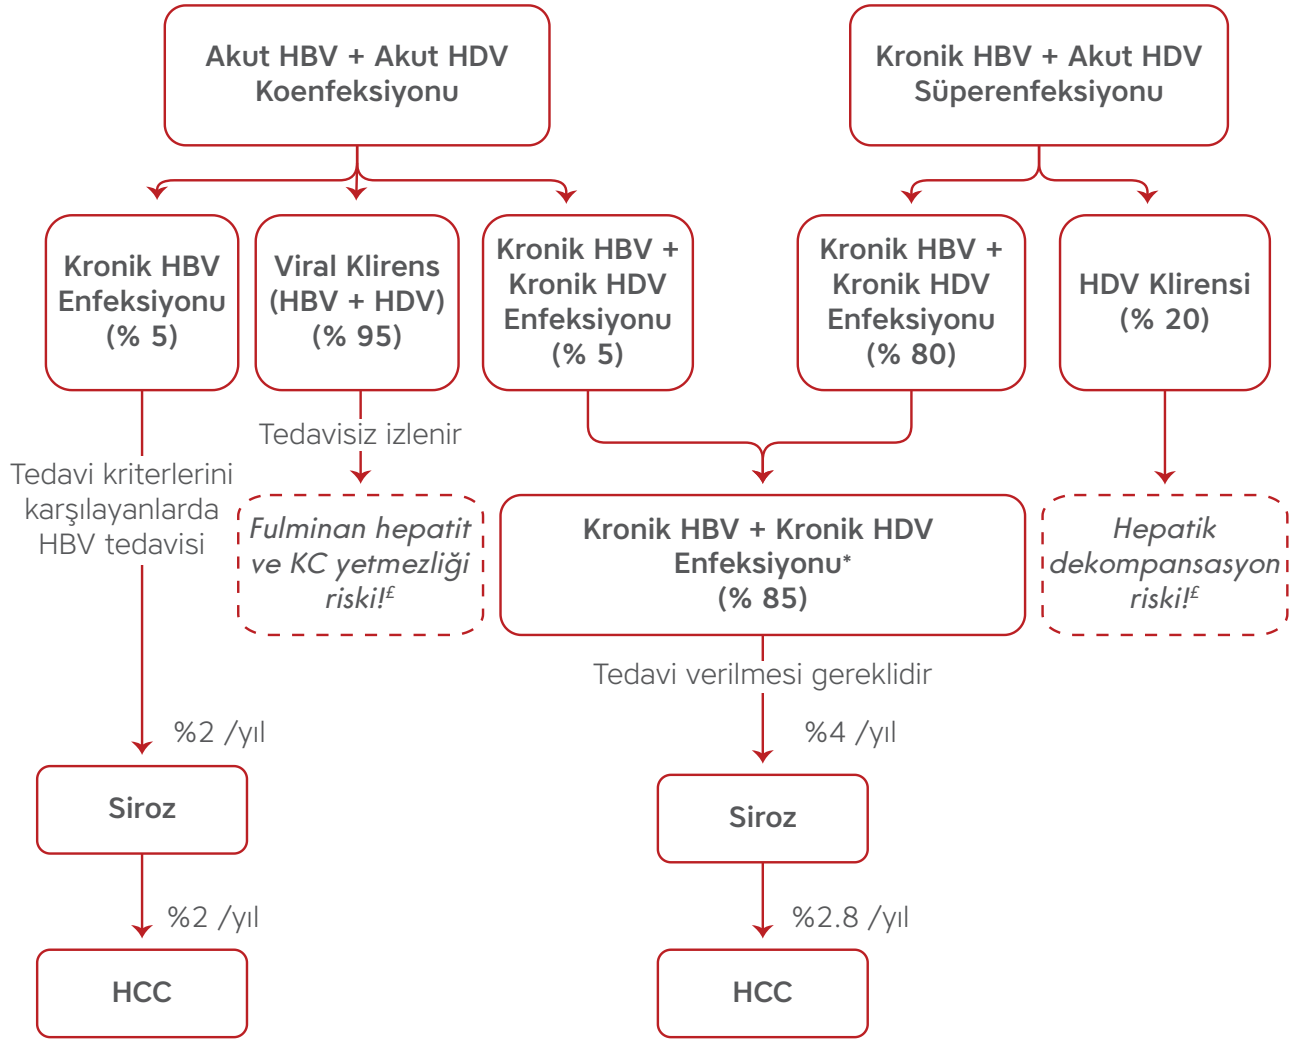 Akut HBV + Akut HDV
Koenfeksiyonu
Kronik HBV + Akut HDV
Süperenfeksiyonu
Kronik HBV
Enfeksiyonu
(% 5)
Viral Klirens
(HBV + HDV)
(% 95)
Kronik HBV +
Kronik HDV
Enfeksiyonu
(% 5)
Kronik HBV +
Kronik HDV
Enfeksiyonu
(% 80)
HDV Klirensi
(% 20)
Tedavi kriterlerini
karşılayanlarda
HBV tedavisi
Tedavisiz izlenir
Fulminan hepatit
ve KC yetmezliği
riski!£
Kronik HBV + Kronik HDV
Enfeksiyonu*
(% 85)
Hepatik
dekompansasyon
riski!£
Tedavi verilmesi gereklidir
%2 /yıl
%4 /yıl
Siroz
Siroz
%2 /yıl
%2.8 /yıl
HCC
HCC